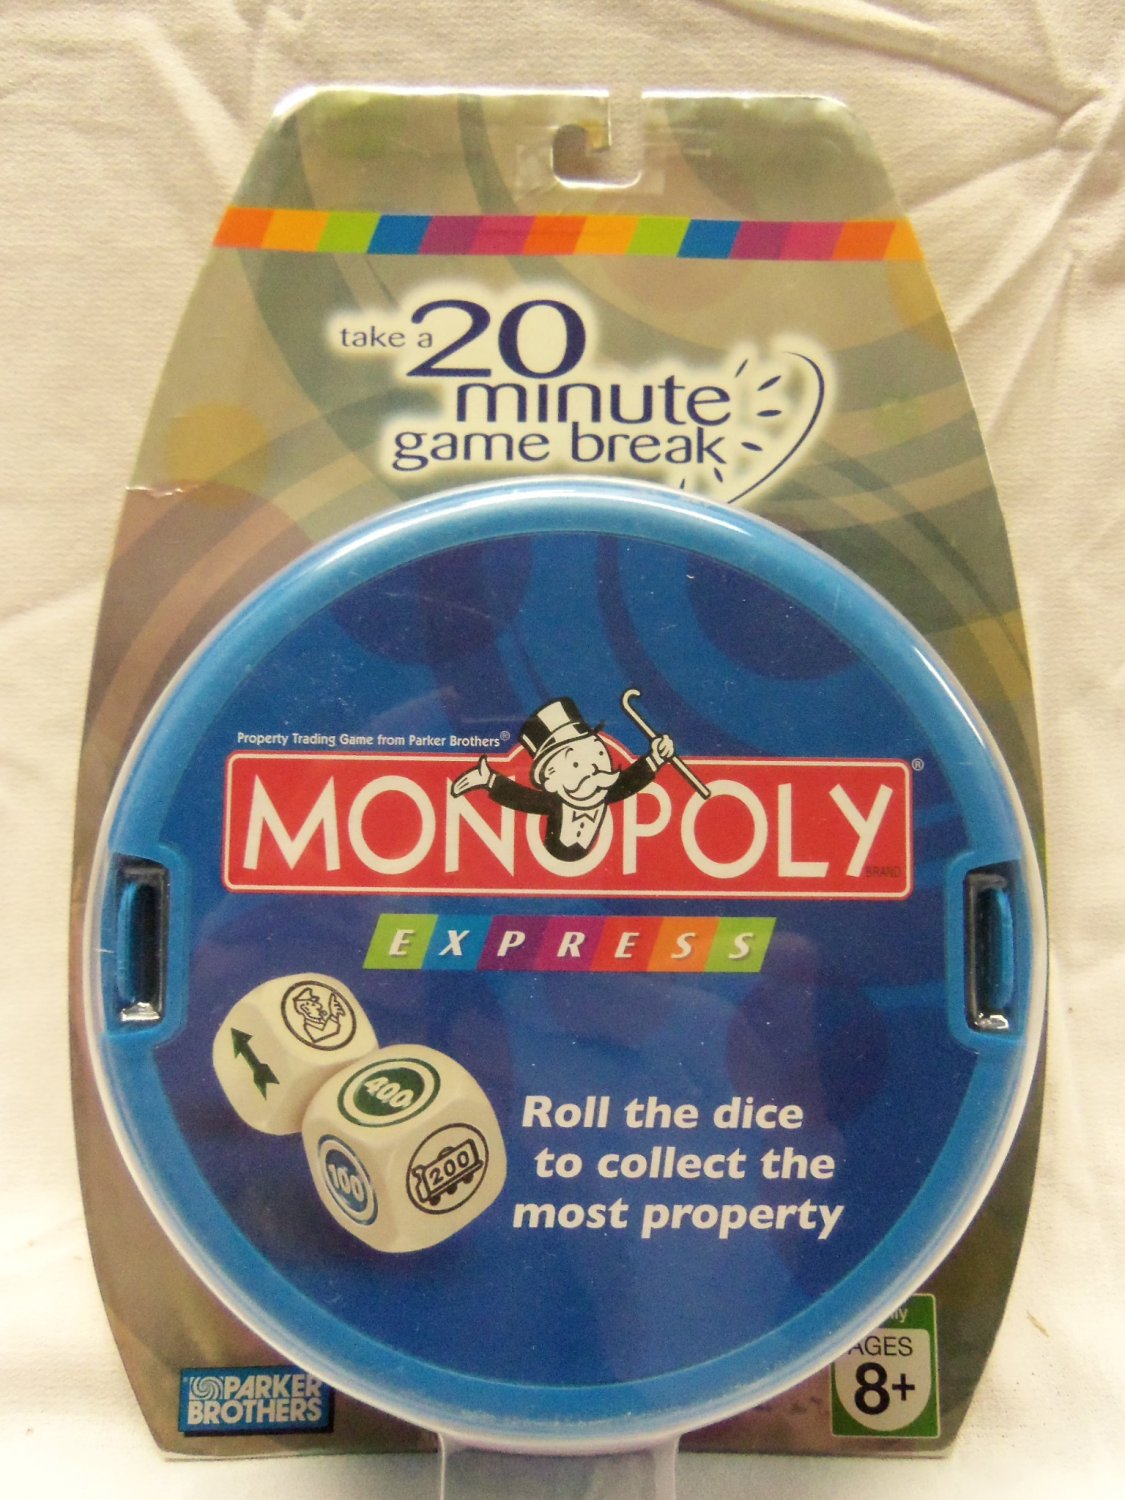 take a 20
minute
game break
Property Trading Game from Parker Brothers®
MONOPOLY®
BRAND
EXPRESS
400
100
200
Roll the dice
to collect the
most property
PARKER
BROTHERS
AGES
8+